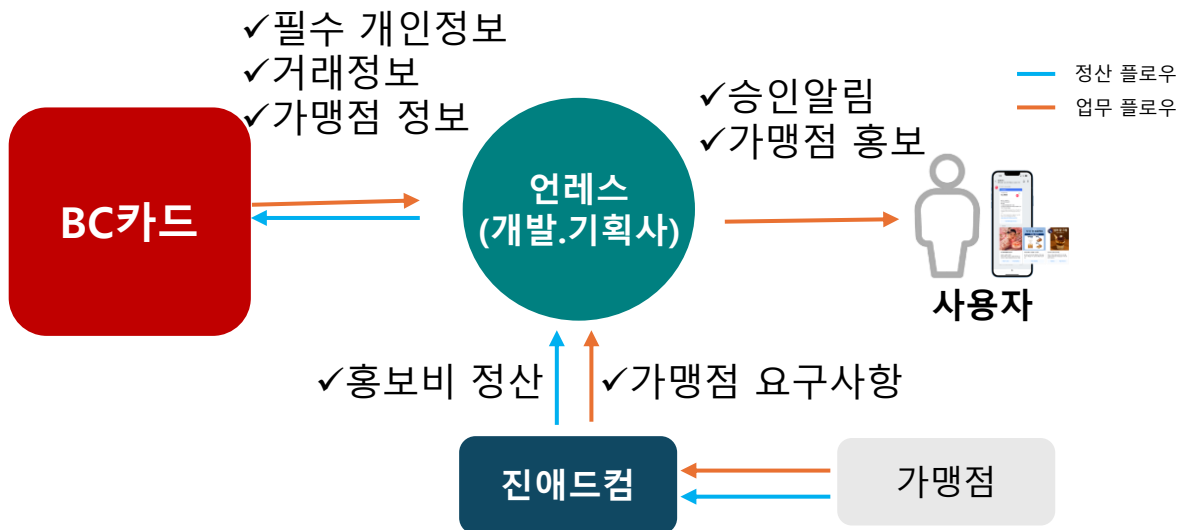 ✓필수 개인정보
✓거래정보
✓가맹점 정보
✓승인알림
✓가맹점 홍보
정산 플로우
업무 플로우
BC카드
언레스
(개발.기획사)
사용자
✓홍보비 정산
✓가맹점 요구사항
진애드컴
가맹점